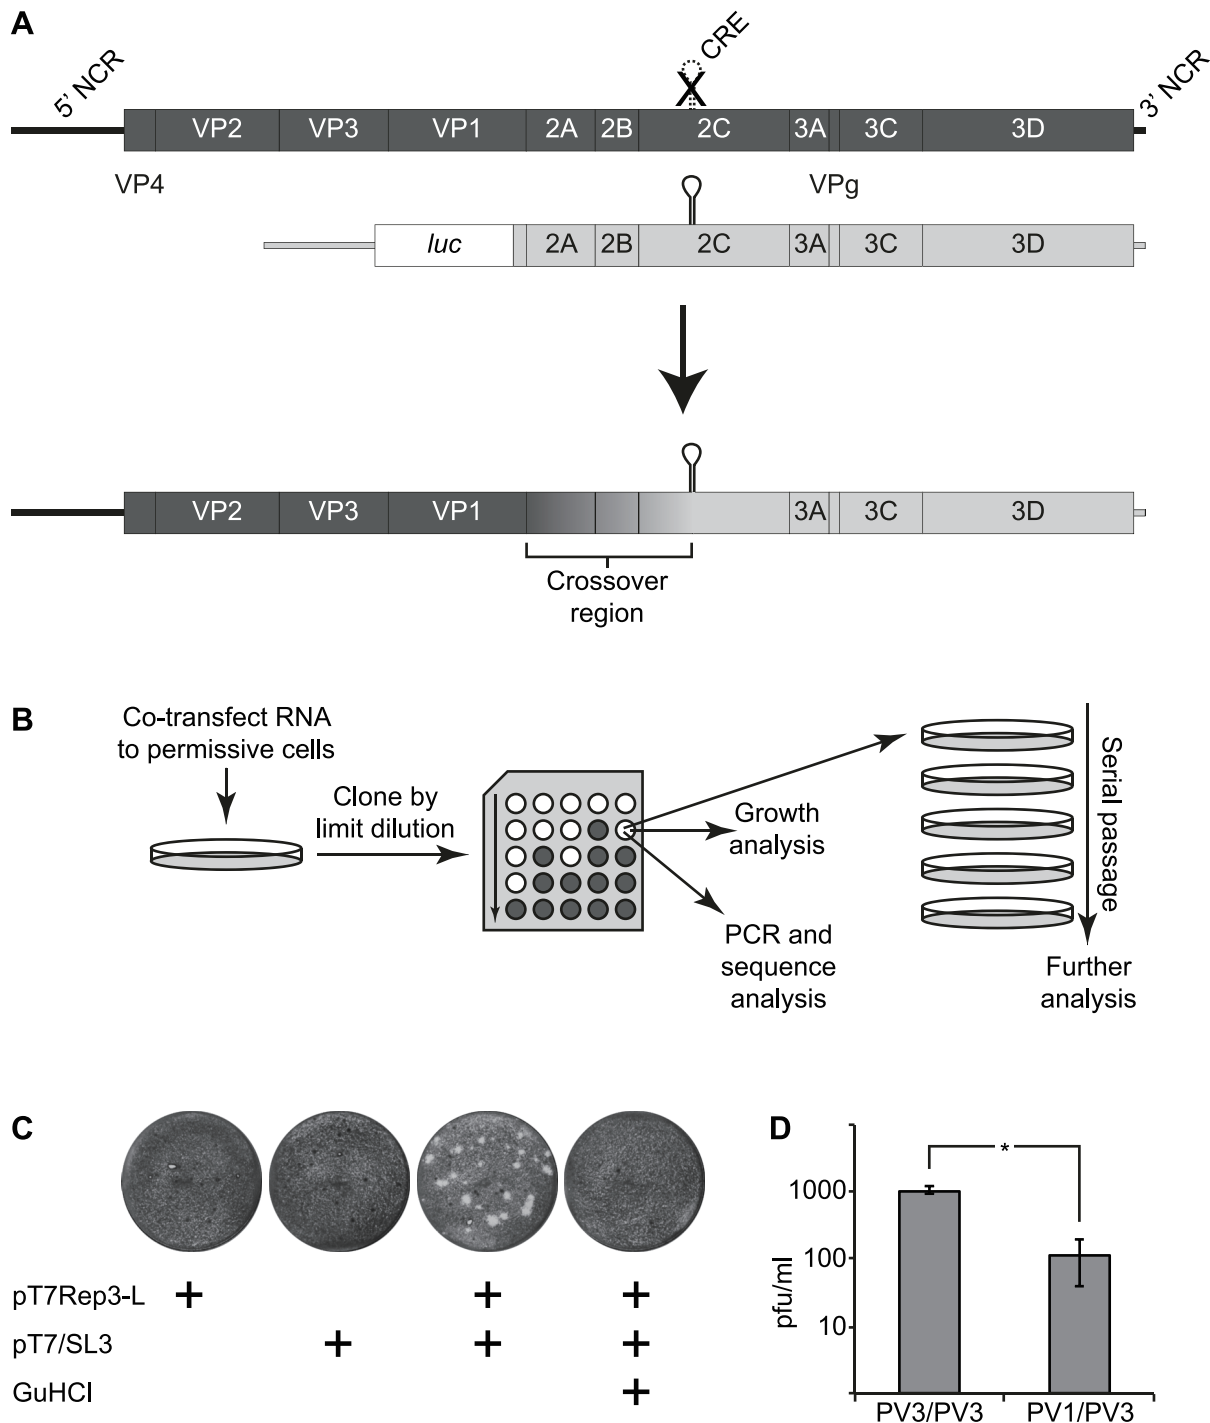 A
5' NCR
CRE
3' NCR
VP2 VP3 VP1 2A 2B 2C 3A 3C 3D
VP4 VPg
luc 2A 2B 2C 3A 3C 3D
VP2 VP3 VP1 3A 3C 3D
Crossover
region
B
Co-transfect RNA
to permissive cells
Clone by
limit dilution
Growth
analysis
PCR and
sequence
analysis
Serial passage
Further
analysis
C
pT7Rep3-L + + +
pT7/SL3 + + +
GuHCl +
D
*
pfu/ml
1000
100
10
PV3/PV3 PV1/PV3